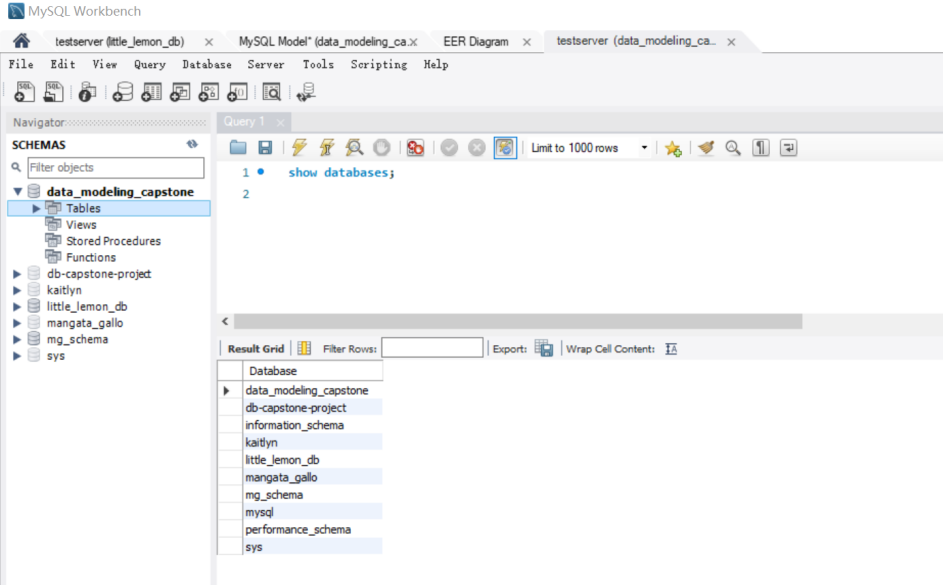 MySQL Workbench
testserver (little_lemon_db) × MySQL Model* (data_modeling_ca.× EER Diagram × testserver (data_modeling_ca... ×
File Edit View Query Database Server Tools Scripting Help
Navigator
Query 1 ×
SCHEMAS
Filter objects
Limit to 1000 rows
1 show databases;
2
data_modeling_capstone
Tables
Views
Stored Procedures
Functions
db-capstone-project
kaitlyn
little_lemon_db
mangata_gallo
mg_schema
sys
Result Grid Filter Rows: Export: Wrap Cell Content:
Database
data_modeling_capstone
db-capstone-project
information_schema
kaitlyn
little_lemon_db
mangata_gallo
mg_schema
mysql
performance_schema
sys